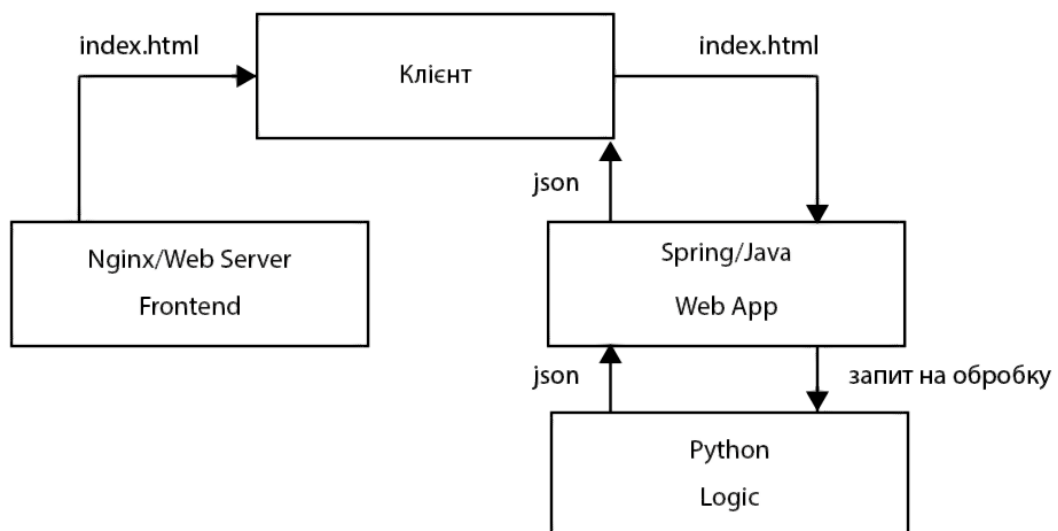 index.html
Клієнт
index.html
json
Nginx/Web Server
Frontend
Spring/Java
Web App
json
запит на обробку
Python
Logic